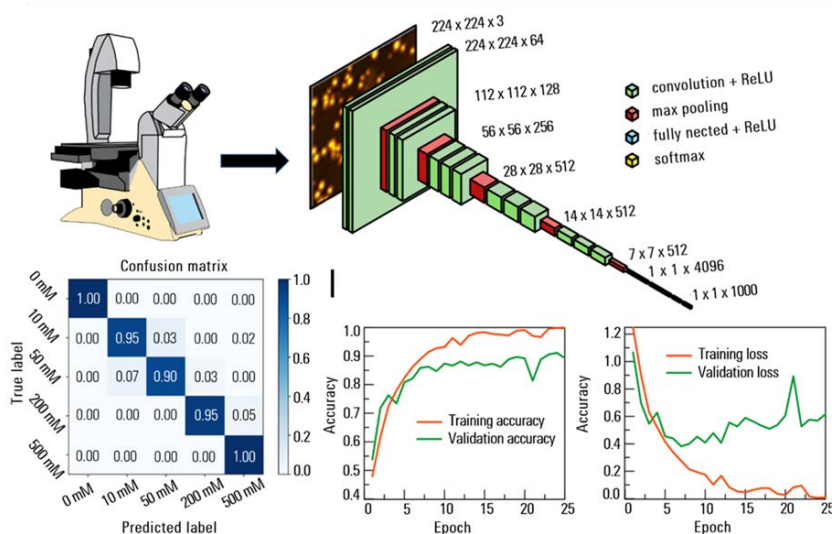 224 x 224 x 3
224 x 224 x 64
112 x 112 x 128
56 x 56 x 256
28 x 28 x 512
14 x 14 x 512
7 x 7 x 512
1 x 1 x 4096
1 x 1 x 1000
convolution + ReLU
max pooling
fully nected + ReLU
softmax
Confusion matrix
True label
0 mM
10 mM
50 mM
200 mM
500 mM
1.00 0.00 0.00 0.00 0.00
0.00 0.95 0.03 0.00 0.02
0.00 0.07 0.90 0.03 0.00
0.00 0.00 0.00 0.95 0.05
0.00 0.00 0.00 0.00 1.00
0 mM 10 mM 50 mM 200 mM 500 mM
Predicted label
1.0
0.8
0.6
0.4
0.2
0.0
Accuracy
1.0
0.9
0.8
0.7
0.6
0.5
0.4
Training accuracy
Validation accuracy
0 5 10 15 20 25
Epoch
Accuracy
1.2
1.0
0.8
0.6
0.4
0.2
0.0
Training loss
Validation loss
0 5 10 15 20 25
Epoch